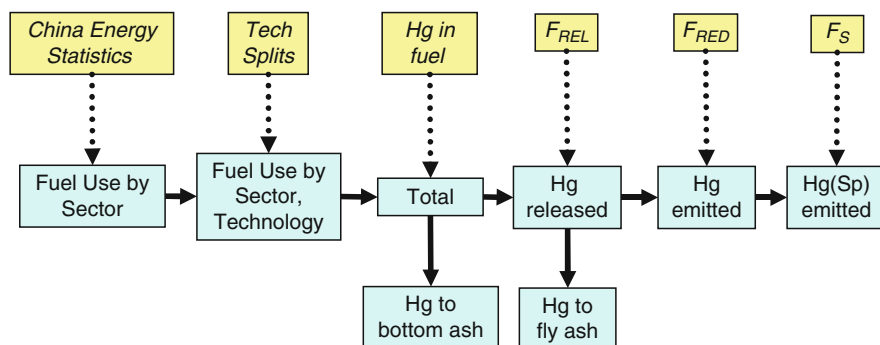 China Energy
Statistics
Tech
Splits
Hg in
fuel
F_REL
F_RED
F_S
Fuel Use by
Sector
Fuel Use by
Sector,
Technology
Total
Hg
released
Hg
emitted
Hg(Sp)
emitted
Hg to
bottom ash
Hg to
fly ash